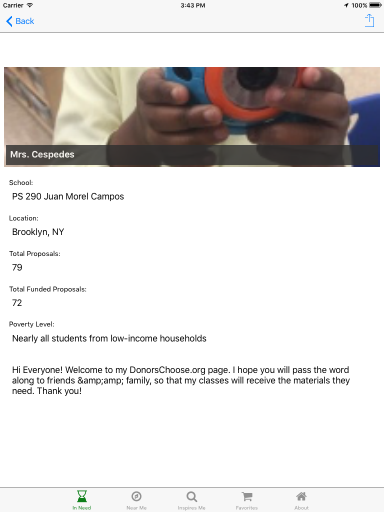 Carrier 3:43 PM 100%
Back
Mrs. Cespedes
School:
PS 290 Juan Morel Campos
Location:
Brooklyn, NY
Total Proposals:
79
Total Funded Proposals:
72
Poverty Level:
Nearly all students from low-income households
Hi Everyone! Welcome to my DonorsChoose.org page. I hope you will pass the word
along to friends &amp;amp; family, so that my classes will receive the materials they
need. Thank you!
In Need Near Me Inspires Me Favorites About